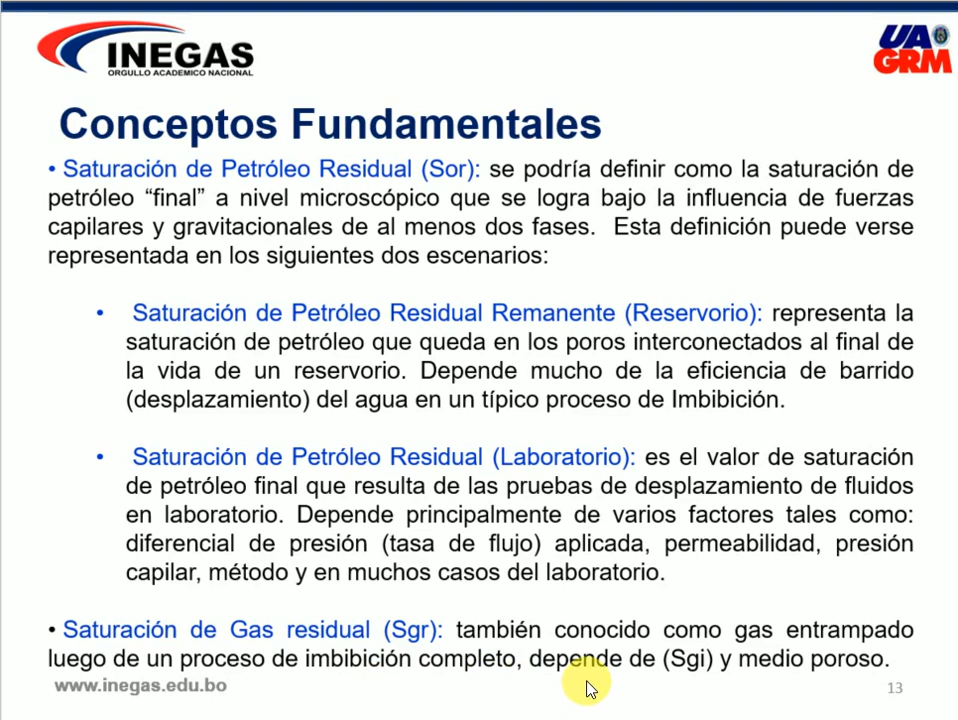 INEGAS
ORGULLO ACADEMICO NACIONAL
UA
GRM
Conceptos Fundamentales
• Saturación de Petróleo Residual (Sor): se podría definir como la saturación de
petróleo “final” a nivel microscópico que se logra bajo la influencia de fuerzas
capilares y gravitacionales de al menos dos fases. Esta definición puede verse
representada en los siguientes dos escenarios:
• Saturación de Petróleo Residual Remanente (Reservorio): representa la
saturación de petróleo que queda en los poros interconectados al final de
la vida de un reservorio. Depende mucho de la eficiencia de barrido
(desplazamiento) del agua en un típico proceso de Imbibición.
• Saturación de Petróleo Residual (Laboratorio): es el valor de saturación
de petróleo final que resulta de las pruebas de desplazamiento de fluidos
en laboratorio. Depende principalmente de varios factores tales como:
diferencial de presión (tasa de flujo) aplicada, permeabilidad, presión
capilar, método y en muchos casos del laboratorio.
• Saturación de Gas residual (Sgr): también conocido como gas entrampado
luego de un proceso de imbibición completo, depende de (Sgi) y medio poroso.
www.inegas.edu.bo
13